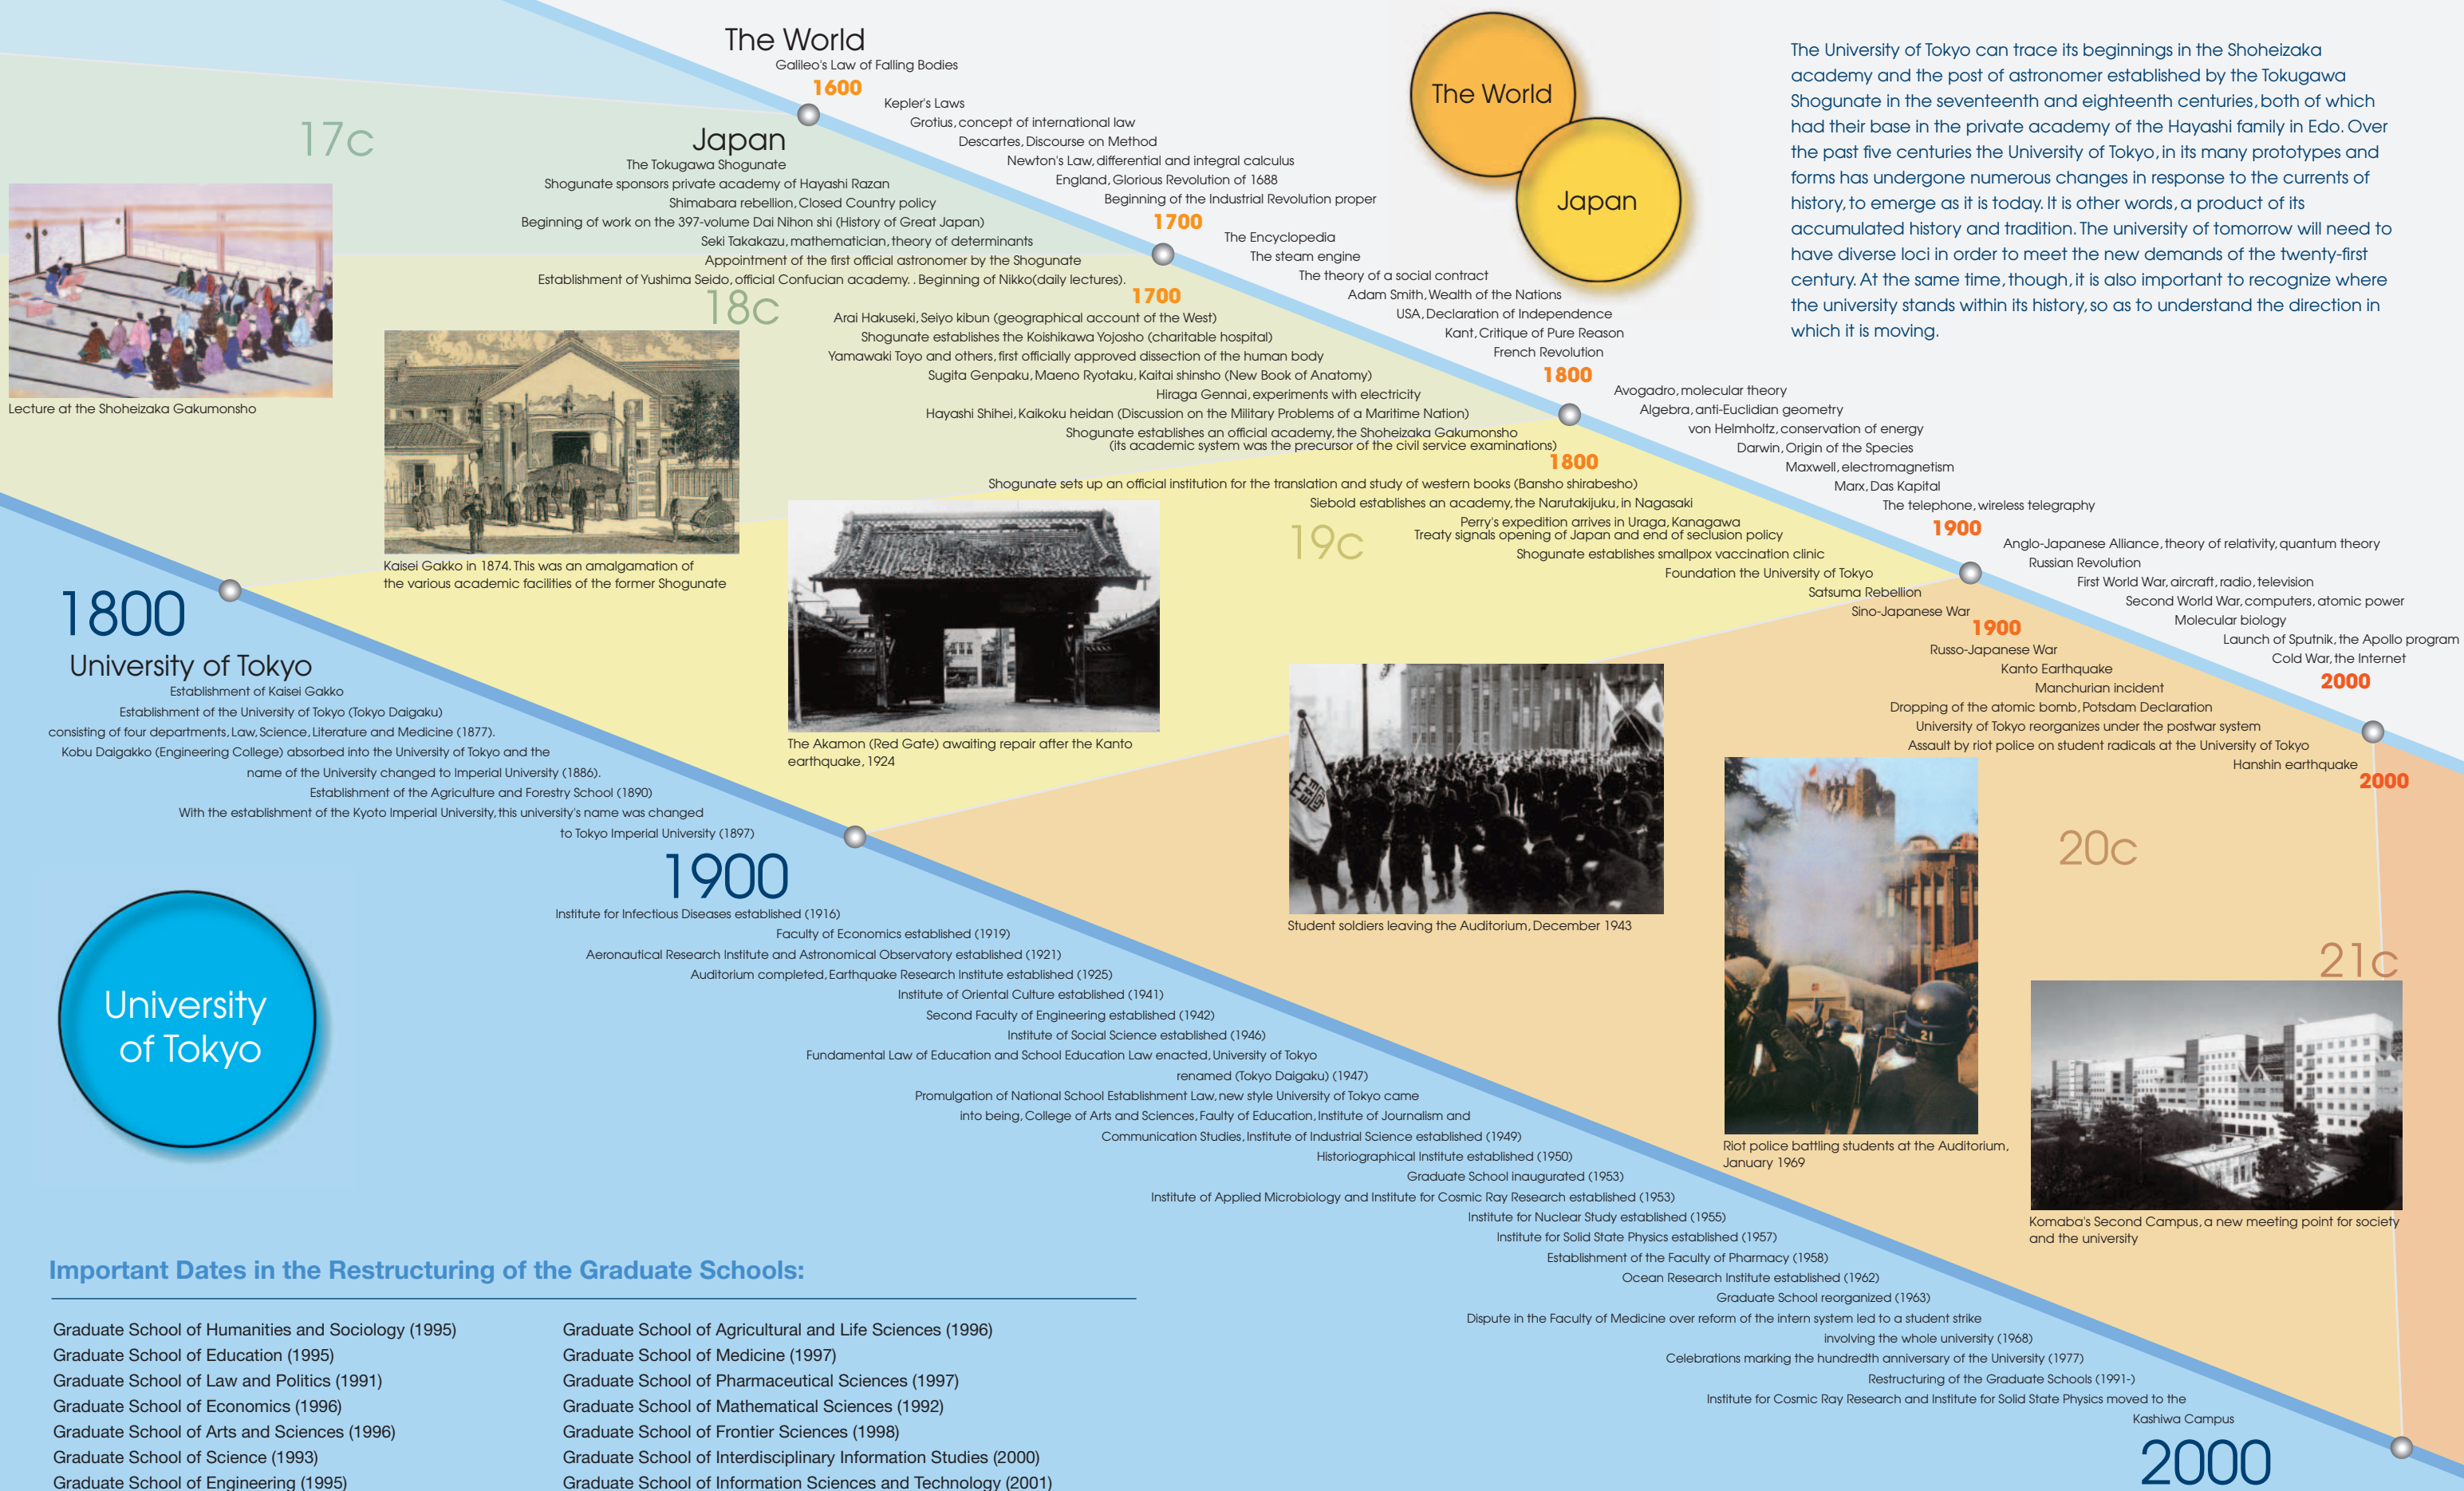 The World
Galileo's Law of Falling Bodies
1600
Kepler's Laws
Grotius, concept of international law
Descartes, Discourse on Method
Newton's Law, differential and integral calculus
England, Glorious Revolution of 1688
Beginning of the Industrial Revolution proper
1700
The Encyclopedia
The steam engine
The theory of a social contract
Adam Smith, Wealth of the Nations
USA, Declaration of Independence
Kant, Critique of Pure Reason
French Revolution
1800
Avogadro, molecular theory
Algebra, anti-Euclidian geometry
von Helmholtz, conservation of energy
Darwin, Origin of the Species
Maxwell, electromagnetism
Marx, Das Kapital
The telephone, wireless telegraphy
1900
Anglo-Japanese Alliance, theory of relativity, quantum theory
Russian Revolution
First World War, aircraft, radio, television
Second World War, computers, atomic power
Molecular biology
Launch of Sputnik, the Apollo program
Cold War, the Internet
2000
The World
Japan
The University of Tokyo can trace its beginnings in the Shoheizaka
academy and the post of astronomer established by the Tokugawa
Shogunate in the seventeenth and eighteenth centuries, both of which
had their base in the private academy of the Hayashi family in Edo. Over
the past five centuries the University of Tokyo, in its many prototypes and
forms has undergone numerous changes in response to the currents of
history, to emerge as it is today. It is other words, a product of its
accumulated history and tradition. The university of tomorrow will need to
have diverse loci in order to meet the new demands of the twenty-first
century. At the same time, though, it is also important to recognize where
the university stands within its history, so as to understand the direction in
which it is moving.
17c
Japan
The Tokugawa Shogunate
Shogunate sponsors private academy of Hayashi Razan
Shimabara rebellion, Closed Country policy
Beginning of work on the 397-volume Dai Nihon shi (History of Great Japan)
Seki Takakazu, mathematician, theory of determinants
Appointment of the first official astronomer by the Shogunate
Establishment of Yushima Seido, official Confucian academy. . Beginning of Nikko(daily lectures).
1700
18c
Arai Hakuseki, Seiyo kibun (geographical account of the West)
Shogunate establishes the Koishikawa Yojosho (charitable hospital)
Yamawaki Toyo and others, first officially approved dissection of the human body
Sugita Genpaku, Maeno Ryotaku, Kaitai shinsho (New Book of Anatomy)
Hiraga Gennai, experiments with electricity
Hayashi Shihei, Kaikoku heidan (Discussion on the Military Problems of a Maritime Nation)
Shogunate establishes an official academy, the Shoheizaka Gakumonsho
(its academic system was the precursor of the civil service examinations)
1800
Shogunate sets up an official institution for the translation and study of western books (Bansho shirabesho)
Siebold establishes an academy, the Narutakijuku, in Nagasaki
Perry's expedition arrives in Uraga, Kanagawa
Treaty signals opening of Japan and end of seclusion policy
19c
Shogunate establishes smallpox vaccination clinic
Foundation the University of Tokyo
Satsuma Rebellion
Sino-Japanese War
1900
Russo-Japanese War
Kanto Earthquake
Manchurian incident
Dropping of the atomic bomb, Potsdam Declaration
University of Tokyo reorganizes under the postwar system
Assault by riot police on student radicals at the University of Tokyo
Hanshin earthquake
2000
20c
21c
Lecture at the Shoheizaka Gakumonsho
Kaisei Gakko in 1874. This was an amalgamation of
the various academic facilities of the former Shogunate
The Akamon (Red Gate) awaiting repair after the Kanto
earthquake, 1924
Student soldiers leaving the Auditorium, December 1943
21
Riot police battling students at the Auditorium,
January 1969
Komaba's Second Campus, a new meeting point for society
and the university
1800
University of Tokyo
Establishment of Kaisei Gakko
Establishment of the University of Tokyo (Tokyo Daigaku)
consisting of four departments, Law, Science, Literature and Medicine (1877).
Kobu Daigakko (Engineering College) absorbed into the University of Tokyo and the
name of the University changed to Imperial University (1886).
Establishment of the Agriculture and Forestry School (1890)
With the establishment of the Kyoto Imperial University, this university's name was changed
to Tokyo Imperial University (1897)
1900
Institute for Infectious Diseases established (1916)
Faculty of Economics established (1919)
Aeronautical Research Institute and Astronomical Observatory established (1921)
Auditorium completed, Earthquake Research Institute established (1925)
Institute of Oriental Culture established (1941)
Second Faculty of Engineering established (1942)
Institute of Social Science established (1946)
Fundamental Law of Education and School Education Law enacted, University of Tokyo
renamed (Tokyo Daigaku) (1947)
Promulgation of National School Establishment Law, new style University of Tokyo came
into being, College of Arts and Sciences, Faulty of Education, Institute of Journalism and
Communication Studies, Institute of Industrial Science established (1949)
Historiographical Institute established (1950)
Graduate School inaugurated (1953)
Institute of Applied Microbiology and Institute for Cosmic Ray Research established (1953)
Institute for Nuclear Study established (1955)
Institute for Solid State Physics established (1957)
Establishment of the Faculty of Pharmacy (1958)
Ocean Research Institute established (1962)
Graduate School reorganized (1963)
Dispute in the Faculty of Medicine over reform of the intern system led to a student strike
involving the whole university (1968)
Celebrations marking the hundredth anniversary of the University (1977)
Restructuring of the Graduate Schools (1991-)
Institute for Cosmic Ray Research and Institute for Solid State Physics moved to the
Kashiwa Campus
2000
University
of Tokyo
Important Dates in the Restructuring of the Graduate Schools:
Graduate School of Humanities and Sociology (1995)
Graduate School of Education (1995)
Graduate School of Law and Politics (1991)
Graduate School of Economics (1996)
Graduate School of Arts and Sciences (1996)
Graduate School of Science (1993)
Graduate School of Engineering (1995)
Graduate School of Agricultural and Life Sciences (1996)
Graduate School of Medicine (1997)
Graduate School of Pharmaceutical Sciences (1997)
Graduate School of Mathematical Sciences (1992)
Graduate School of Frontier Sciences (1998)
Graduate School of Interdisciplinary Information Studies (2000)
Graduate School of Information Sciences and Technology (2001)